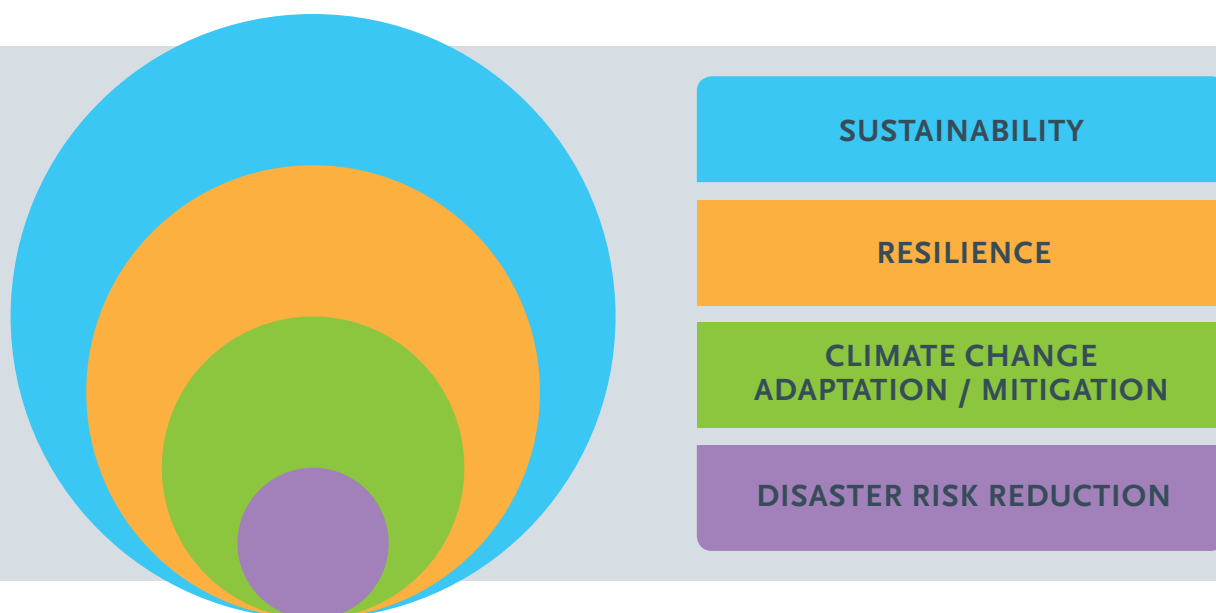 SUSTAINABILITY
RESILIENCE
CLIMATE CHANGE
ADAPTATION / MITIGATION
DISASTER RISK REDUCTION